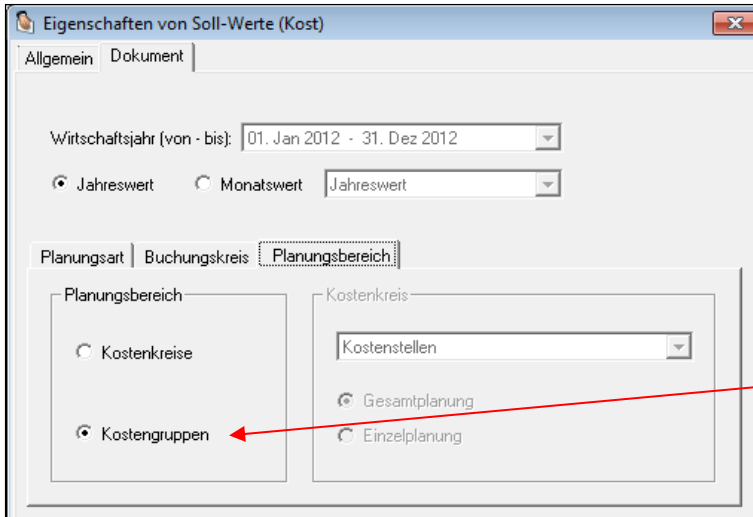 Eigenschaften von Soll-Werte (Kost)
Allgemein Dokument
Wirtschaftsjahr (von - bis): 01. Jan 2012 - 31. Dez 2012
Jahreswert Monatswert Jahreswert
Planungsart Buchungskreis Planungsbereich
Planungsbereich Kostenkreis
Kostenkreise Kostenstellen
Gesamtplanung
Kostengruppen Einzelplanung